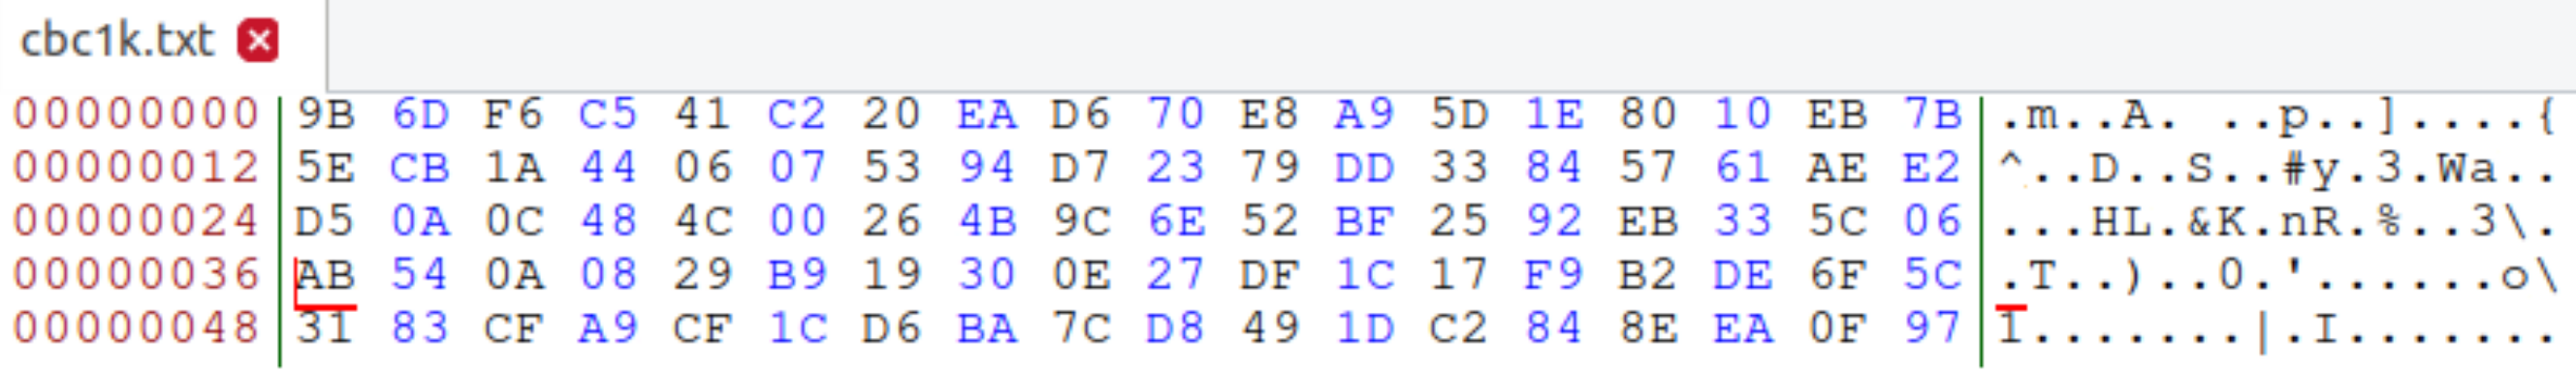 cbc1k.txt
00000000 9B 6D F6 C5 41 C2 20 EA D6 70 E8 A9 5D 1E 80 10 EB 7B .m..A. ..p..]....{
00000012 5E CB 1A 44 06 07 53 94 D7 23 79 DD 33 84 57 61 AE E2 ^..D..S..#y.3.Wa..
00000024 D5 0A 0C 48 4C 00 26 4B 9C 6E 52 BF 25 92 EB 33 5C 06 ...HL.&K.nR.%..3\.
00000036 AB 54 0A 08 29 B9 19 30 0E 27 DF 1C 17 F9 B2 DE 6F 5C .T..)..0.'......o\
00000048 31 83 CF A9 CF 1C D6 BA 7C D8 49 1D C2 84 8E EA 0F 97 1.......|.I.......